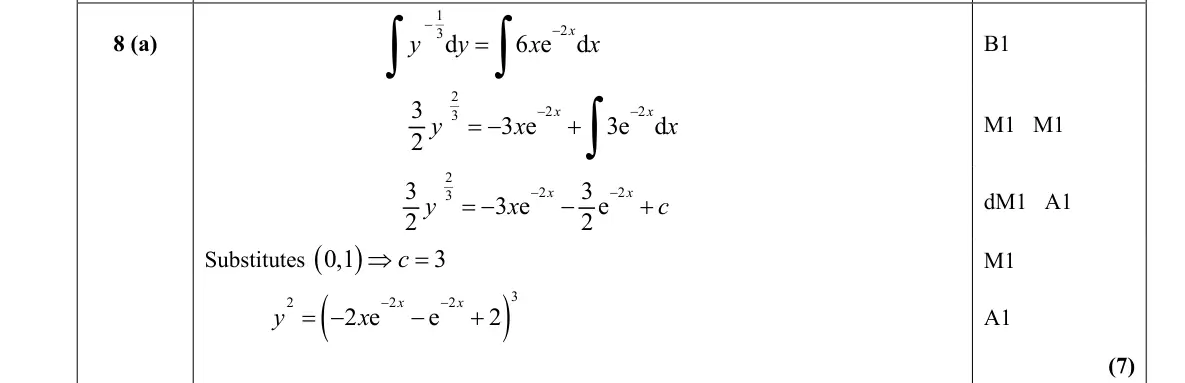 8 (a) ∫ y^{-1/3} dy = ∫ 6xe^{-2x} dx B1
3/2 y^{2/3} = -3xe^{-2x} + ∫ 3e^{-2x} dx M1 M1
3/2 y^{2/3} = -3xe^{-2x} - 3/2 e^{-2x} + c dM1 A1
Substitutes (0,1) ⇒ c = 3 M1
y^2 = (-2xe^{-2x} - e^{-2x} + 2)^3 A1
(7)